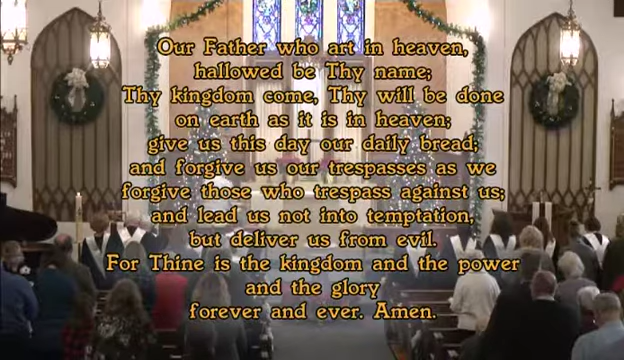 Our Father who art in heaven,
hallowed be Thy name;
Thy kingdom come, Thy will be done
on earth as it is in heaven;
give us this day our daily bread;
and forgive us our trespasses as we
forgive those who trespass against us;
and lead us not into temptation,
but deliver us from evil.
For Thine is the kingdom and the power
and the glory
forever and ever. Amen.